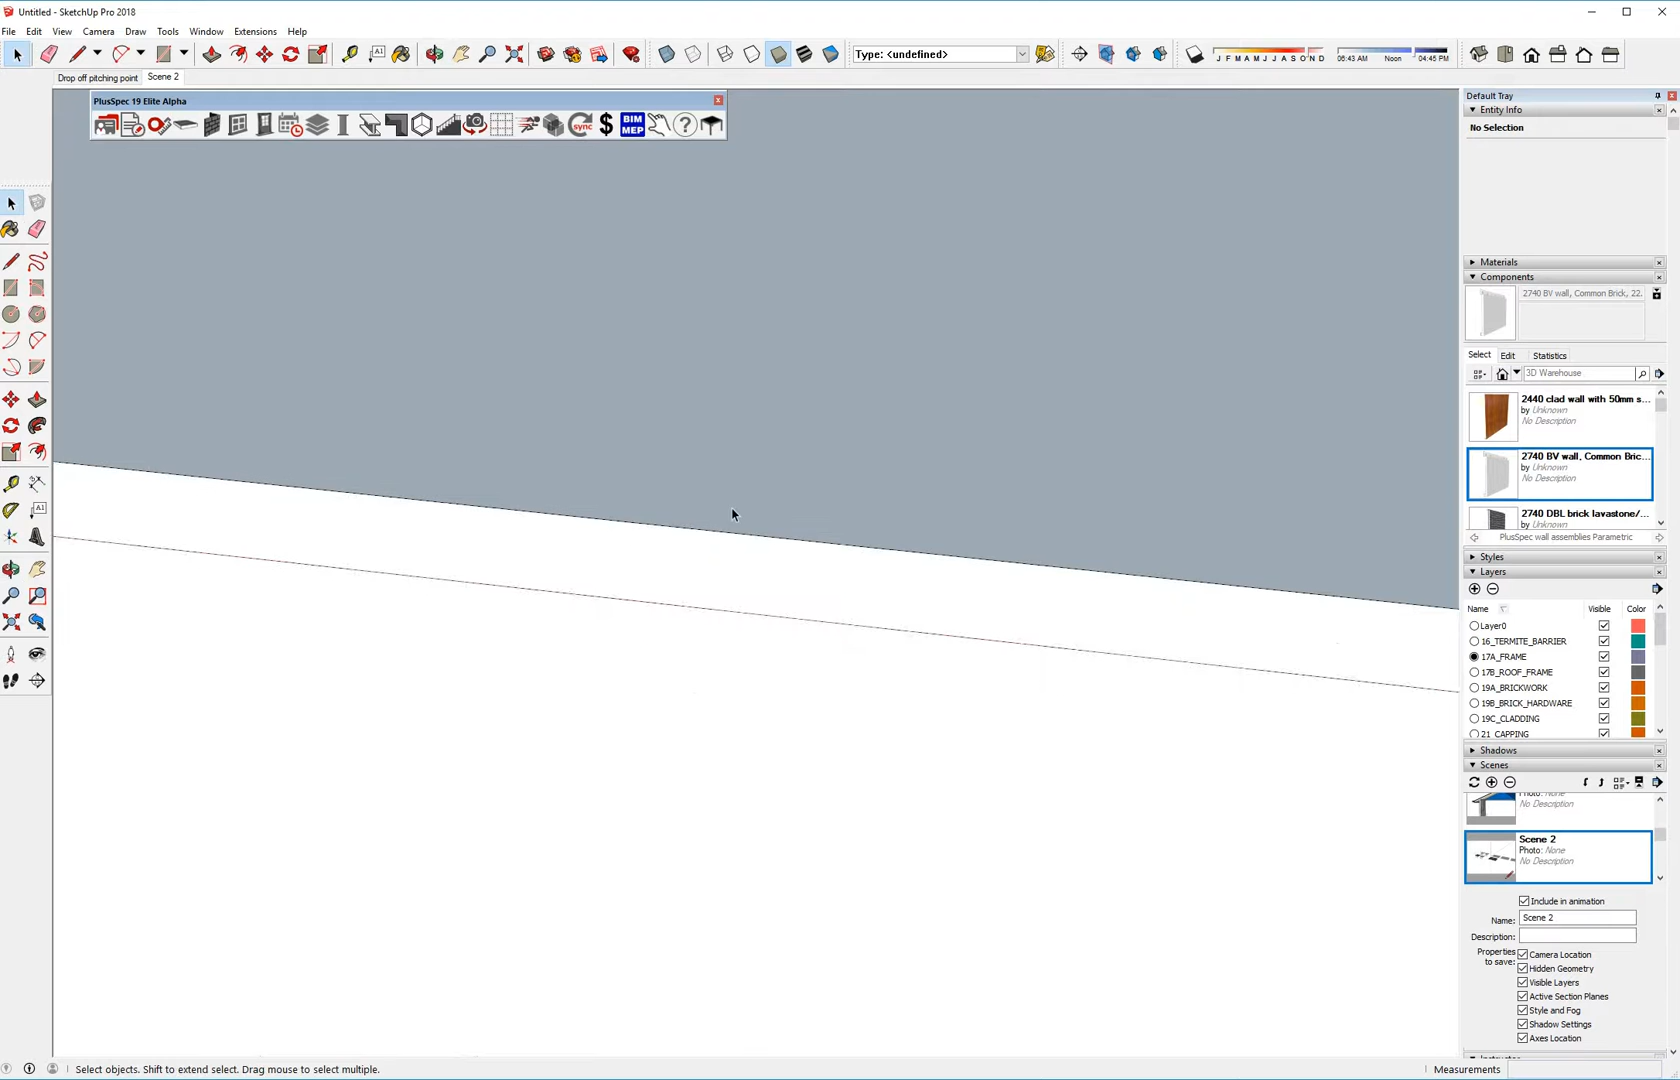 Untitled - SketchUp Pro 2018
File Edit View Camera Draw Tools Window Extensions Help
Type: <undefined>
J F M A M J J A S O N D
06:43 AM Noon 04:45 PM
Drop off pitching point Scene 2
PlusSpec 19 Elite Alpha
sync
$
BIM
MEP
?
A1
Default Tray
Entity Info
No Selection
Materials
Components
2740 BV wall, Common Brick, 22.
Select Edit Statistics
3D Warehouse
2440 clad wall with 50mm s...
by Unknown
No Description
2740 BV wall, Common Bric...
by Unknown
No Description
2740 DBL brick lavastone/...
by Unknown
PlusSpec wall assemblies Parametric
Styles
Layers
Name Visible Color
Layer0
16_TERMITE_BARRIER
17A_FRAME
17B_ROOF_FRAME
19A_BRICKWORK
19B_BRICK_HARDWARE
19C_CLADDING
21_CAPPING
Shadows
Scenes
Photo: None
No Description
Scene 2
Photo: None
No Description
Include in animation
Name: Scene 2
Description:
Properties
to save:
Camera Location
Hidden Geometry
Visible Layers
Active Section Planes
Style and Fog
Shadow Settings
Axes Location
Select objects. Shift to extend select. Drag mouse to select multiple.
Measurements